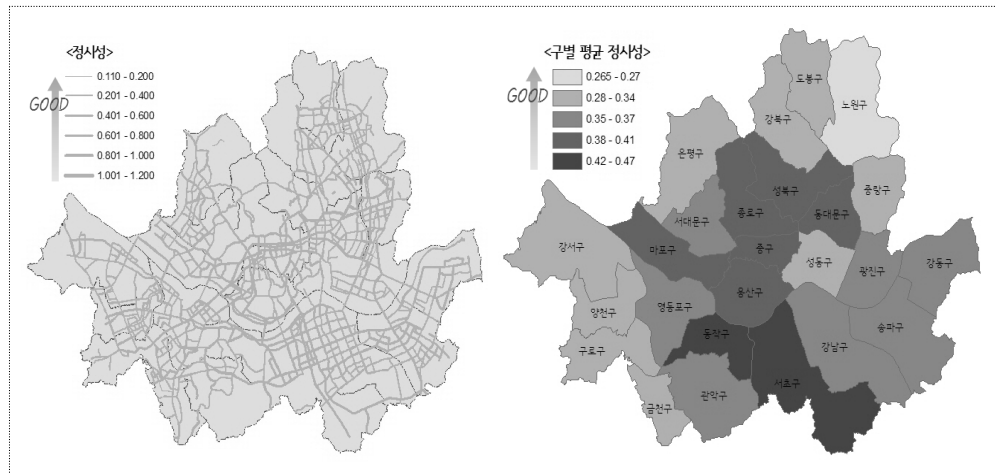 <정시성>
GOOD
0.110 - 0.200
0.201 - 0.400
0.401 - 0.600
0.601 - 0.800
0.801 - 1.000
1.001 - 1.200
<구별 평균 정시성>
GOOD
0.265 - 0.27
0.28 - 0.34
0.35 - 0.37
0.38 - 0.41
0.42 - 0.47
도봉구
노원구
강북구
은평구
성북구
중랑구
서대문구
종로구
동대문구
강서구
마포구
중구
성동구
광진구
강동구
용산구
양천구
영등포구
송파구
동작구
강남구
구로구
서초구
관악구
금천구